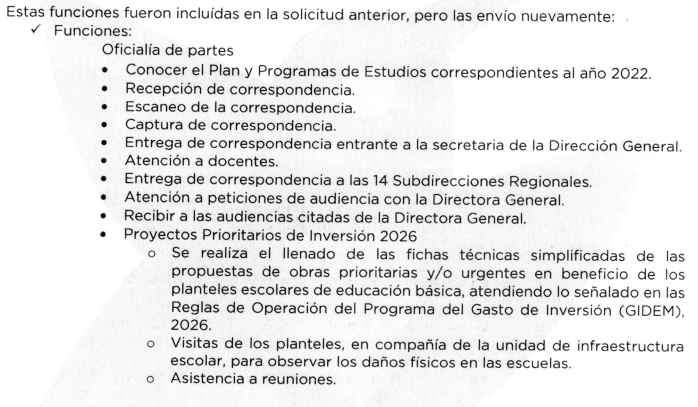 Estas funciones fueron incluídas en la solicitud anterior, pero las envío nuevamente:
✓ Funciones:
Oficialía de partes
• Conocer el Plan y Programas de Estudios correspondientes al año 2022.
• Recepción de correspondencia.
• Escaneo de la correspondencia.
• Captura de correspondencia.
• Entrega de correspondencia entrante a la secretaria de la Dirección General.
• Atención a docentes.
• Entrega de correspondencia a las 14 Subdirecciones Regionales.
• Atención a peticiones de audiencia con la Directora General.
• Recibir a las audiencias citadas de la Directora General.
• Proyectos Prioritarios de Inversión 2026
o Se realiza el llenado de las fichas técnicas simplificadas de las
propuestas de obras prioritarias y/o urgentes en beneficio de los
planteles escolares de educación básica, atendiendo lo señalado en las
Reglas de Operación del Programa del Gasto de Inversión (GIDEM),
2026.
o Visitas de los planteles, en compañía de la unidad de infraestructura
escolar, para observar los daños físicos en las escuelas.
o Asistencia a reuniones.